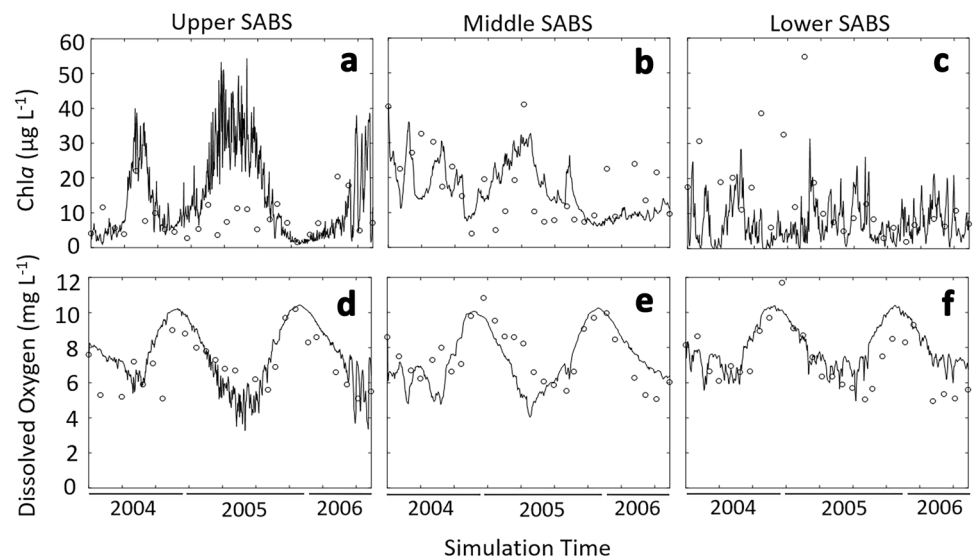 Upper SABS
Middle SABS
Lower SABS
Chla (µg L-1)
60
50
40
30
20
10
0
a
b
c
Dissolved Oxygen (mg L-1)
12
10
8
6
4
2
0
d
e
f
2004 2005 2006
2004 2005 2006
2004 2005 2006
Simulation Time